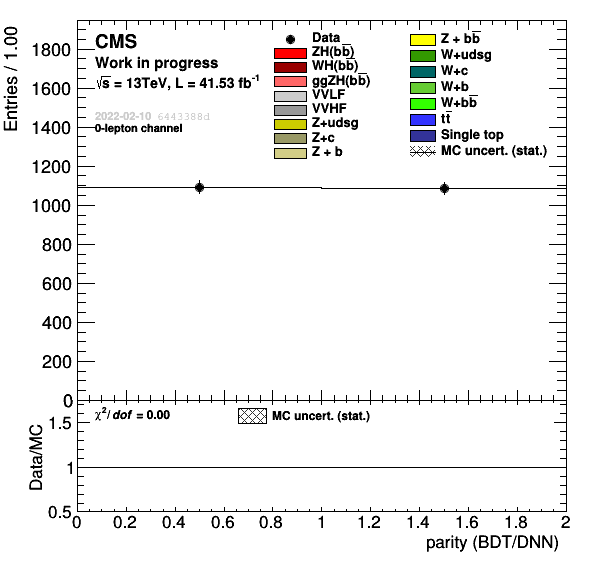 CMS
Work in progress
√s = 13TeV, L = 41.53 fb⁻¹
2022-02-10 6443388d
0-lepton channel
Data
ZH(bb̅)
WH(bb̅)
ggZH(bb̅)
VVLF
VVHF
Z+udsg
Z+c
Z + b
Z + bb̅
W+udsg
W+c
W+b
W+bb̅
tt̅
Single top
MC uncert. (stat.)
Entries / 1.00
1800
1600
1400
1200
1000
800
600
400
200
0
χ²/dof = 0.00
MC uncert. (stat.)
Data/MC
1.5
1
0.5
0 0.2 0.4 0.6 0.8 1 1.2 1.4 1.6 1.8 2
parity (BDT/DNN)